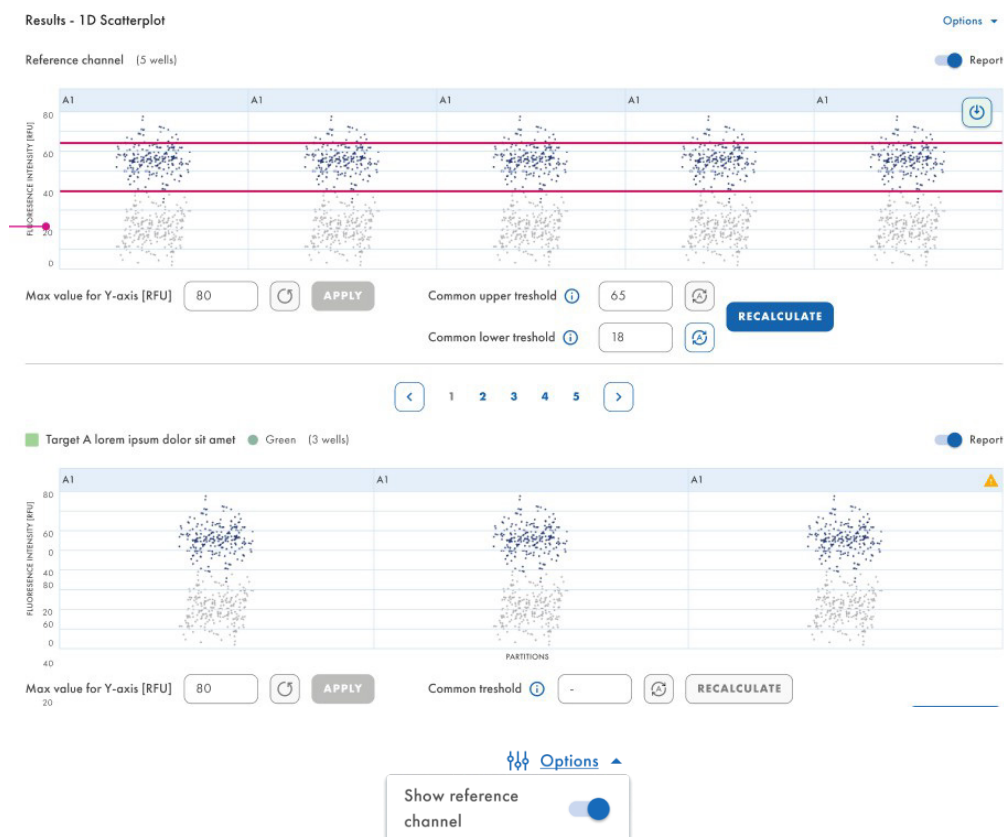 Results - 1D Scatterplot
Options
Reference channel (5 wells)
Report
A1 A1 A1 A1 A1
FLUORESENCE INTENSITY [RFU]
80
60
40
20
0
Max value for Y-axis [RFU] 80 APPLY
Common upper treshold 65
RECALCULATE
Common lower treshold 18
1 2 3 4 5
Target A lorem ipsum dolor sit amet Green (3 wells)
Report
A1 A1 A1
FLUORESENCE INTENSITY [RFU]
80
60
0
40
80
20
60
0
40
PARTITIONS
Max value for Y-axis [RFU] 80 APPLY Common treshold - RECALCULATE
20
Options
Show reference
channel